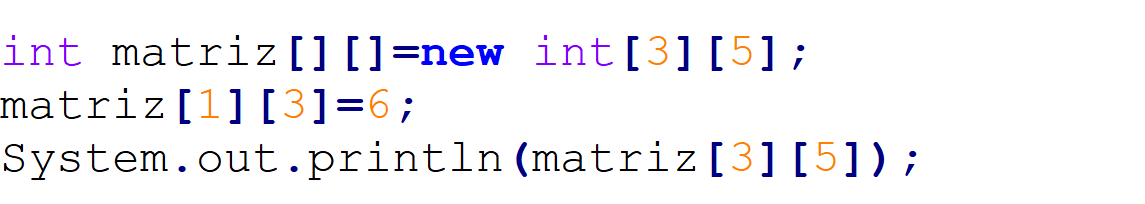 int matriz[][]=new int[3][5];
matriz[1][3]=6;
System.out.println(matriz[3][5]);